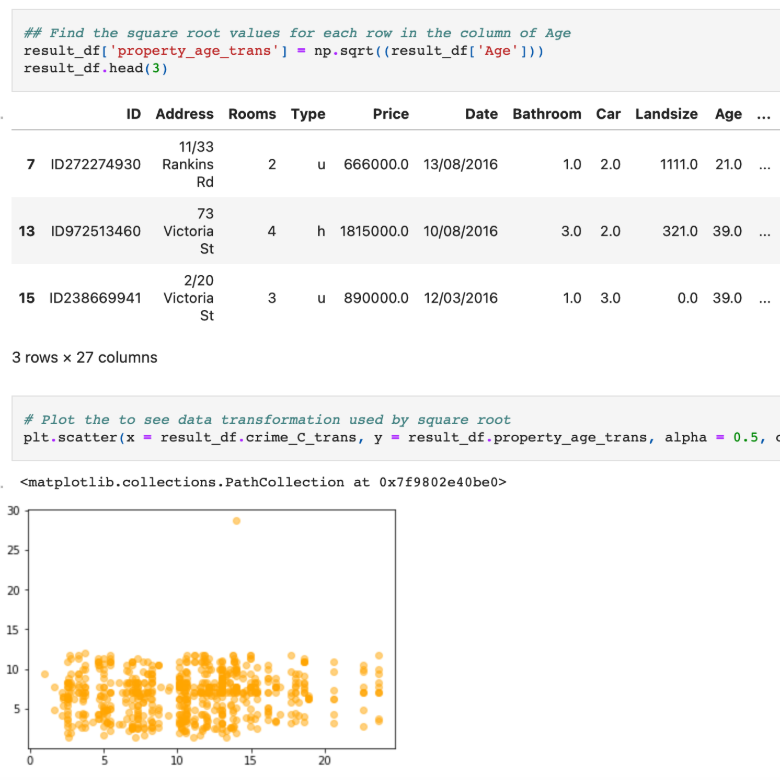 ## Find the square root values for each row in the column of Age
result_df['property_age_trans'] = np.sqrt((result_df['Age']))
result_df.head(3)
ID Address Rooms Type Price Date Bathroom Car Landsize Age ...
11/33
7 ID272274930 Rankins 2 u 666000.0 13/08/2016 1.0 2.0 1111.0 21.0 ...
Rd
73
13 ID972513460 Victoria 4 h 1815000.0 10/08/2016 3.0 2.0 321.0 39.0 ...
St
2/20
15 ID238669941 Victoria 3 u 890000.0 12/03/2016 1.0 3.0 0.0 39.0 ...
St
3 rows × 27 columns
# Plot the to see data transformation used by square root
plt.scatter(x = result_df.crime_C_trans, y = result_df.property_age_trans, alpha = 0.5,
<matplotlib.collections.PathCollection at 0x7f9802e40be0>
30
25
20
15
10
5
0 5 10 15 20